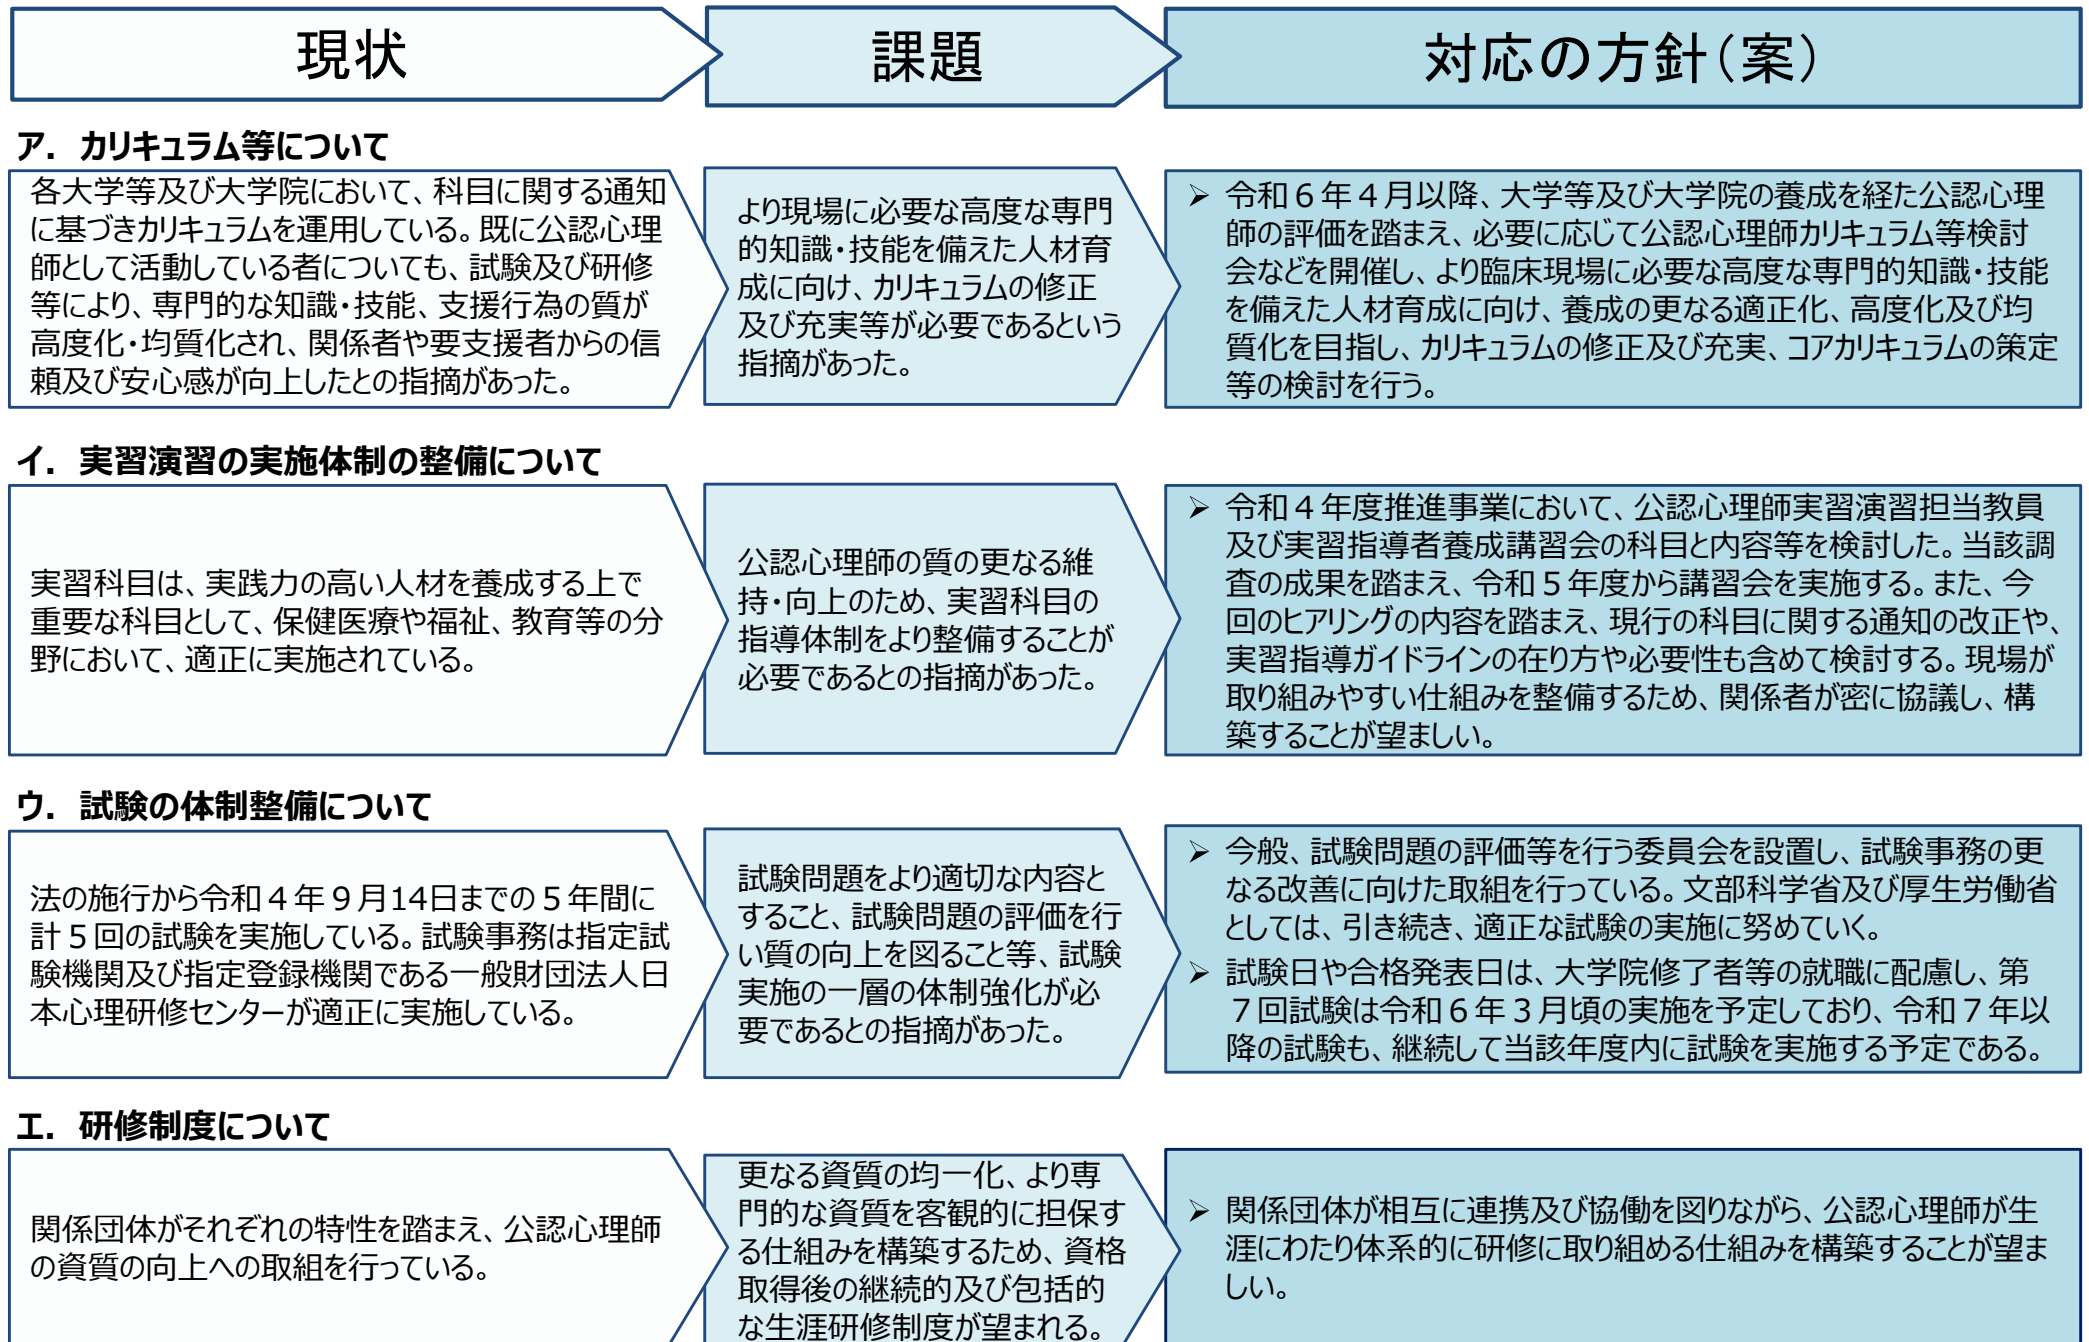 現状
課題
対応の方針（案）
ア．カリキュラム等について
各大学等及び大学院において、科目に関する通知
に基づきカリキュラムを運用している。既に公認心理
師として活動している者についても、試験及び研修
等により、専門的な知識・技能、支援行為の質が
高度化・均質化され、関係者や要支援者からの信
頼及び安心感が向上したとの指摘があった。
より現場に必要な高度な専門
的知識・技能を備えた人材育
成に向け、カリキュラムの修正
及び充実等が必要であるという
指摘があった。
➢ 令和６年４月以降、大学等及び大学院の養成を経た公認心理
師の評価を踏まえ、必要に応じて公認心理師カリキュラム等検討
会などを開催し、より臨床現場に必要な高度な専門的知識・技能
を備えた人材育成に向け、養成の更なる適正化、高度化及び均
質化を目指し、カリキュラムの修正及び充実、コアカリキュラムの策定
等の検討を行う。
イ．実習演習の実施体制の整備について
実習科目は、実践力の高い人材を養成する上で
重要な科目として、保健医療や福祉、教育等の分
野において、適正に実施されている。
公認心理師の質の更なる維
持・向上のため、実習科目の
指導体制をより整備することが
必要であるとの指摘があった。
➢ 令和４年度推進事業において、公認心理師実習演習担当教員
及び実習指導者養成講習会の科目と内容等を検討した。当該調
査の成果を踏まえ、令和５年度から講習会を実施する。また、今
回のヒアリングの内容を踏まえ、現行の科目に関する通知の改正や、
実習指導ガイドラインの在り方や必要性も含めて検討する。現場が
取り組みやすい仕組みを整備するため、関係者が密に協議し、構
築することが望ましい。
ウ．試験の体制整備について
法の施行から令和４年９月14日までの５年間に
計５回の試験を実施している。試験事務は指定試
験機関及び指定登録機関である一般財団法人日
本心理研修センターが適正に実施している。
試験問題をより適切な内容と
すること、試験問題の評価を行
い質の向上を図ること等、試験
実施の一層の体制強化が必
要であるとの指摘があった。
➢ 今般、試験問題の評価等を行う委員会を設置し、試験事務の更
なる改善に向けた取組を行っている。文部科学省及び厚生労働省
としては、引き続き、適正な試験の実施に努めていく。
➢ 試験日や合格発表日は、大学院修了者等の就職に配慮し、第
７回試験は令和６年３月頃の実施を予定しており、令和７年以
降の試験も、継続して当該年度内に試験を実施する予定である。
エ．研修制度について
関係団体がそれぞれの特性を踏まえ、公認心理師
の資質の向上への取組を行っている。
更なる資質の均一化、より専
門的な資質を客観的に担保す
る仕組みを構築するため、資格
取得後の継続的及び包括的
な生涯研修制度が望まれる。
➢ 関係団体が相互に連携及び協働を図りながら、公認心理師が生
涯にわたり体系的に研修に取り組める仕組みを構築することが望ま
しい。